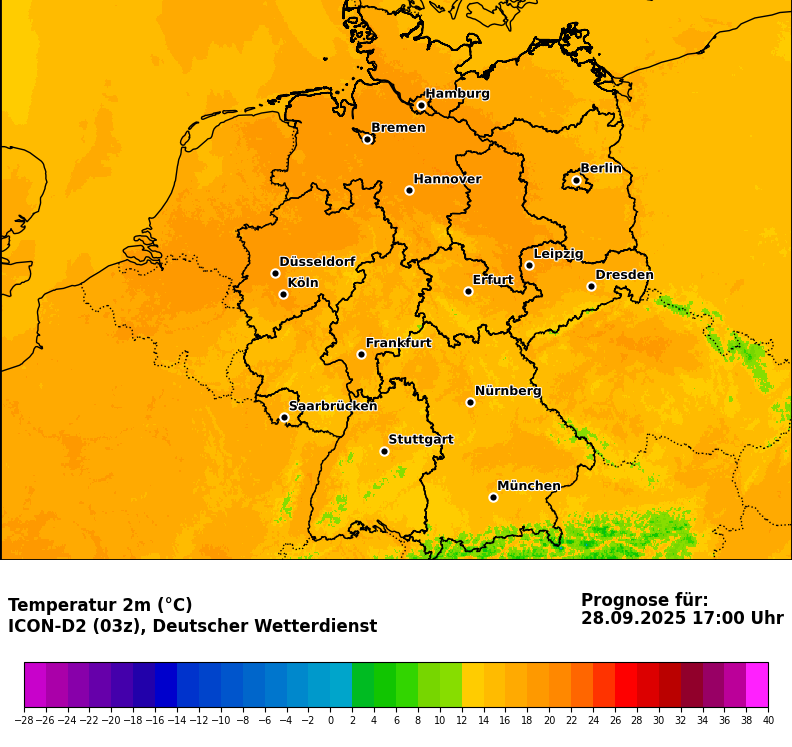 Hamburg
Bremen
Berlin
Hannover
Leipzig
Düsseldorf
Dresden
Köln
Erfurt
Frankfurt
Nürnberg
Saarbrücken
Stuttgart
München
Temperatur 2m (°C)
ICON-D2 (03z), Deutscher Wetterdienst
Prognose für:
28.09.2025 17:00 Uhr
−28 −26 −24 −22 −20 −18 −16 −14 −12 −10 −8 −6 −4 −2 0 2 4 6 8 10 12 14 16 18 20 22 24 26 28 30 32 34 36 38 40